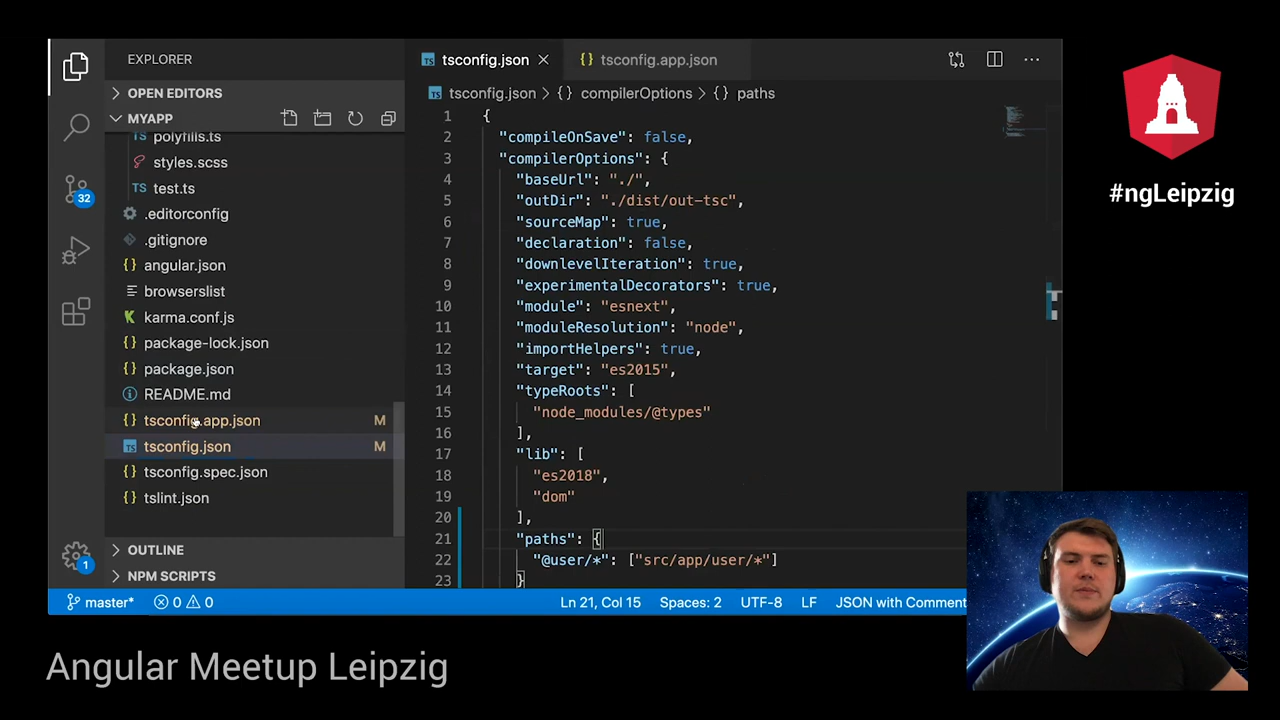 EXPLORER
OPEN EDITORS
MYAPP
polyfills.ts
styles.scss
test.ts
.editorconfig
.gitignore
angular.json
browserslist
karma.conf.js
package-lock.json
package.json
README.md
tsconfig.app.json M
tsconfig.json M
tsconfig.spec.json
tslint.json
OUTLINE
NPM SCRIPTS
32
1
tsconfig.json
tsconfig.app.json
tsconfig.json > {} compilerOptions > {} paths
1 {
2 "compileOnSave": false,
3 "compilerOptions": {
4 "baseUrl": "./",
5 "outDir": "./dist/out-tsc",
6 "sourceMap": true,
7 "declaration": false,
8 "downlevelIteration": true,
9 "experimentalDecorators": true,
10 "module": "esnext",
11 "moduleResolution": "node",
12 "importHelpers": true,
13 "target": "es2015",
14 "typeRoots": [
15 "node_modules/@types"
16 ],
17 "lib": [
18 "es2018",
19 "dom"
20 ],
21 "paths": {
22 "@user/*": ["src/app/user/*"]
23 }
master* 0 0
Ln 21, Col 15 Spaces: 2 UTF-8 LF JSON with Comment
#ngLeipzig
Angular Meetup Leipzig